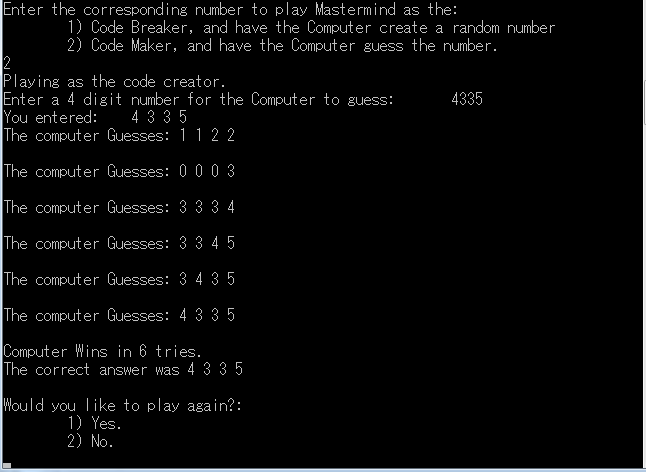 Enter the corresponding number to play Mastermind as the:
1) Code Breaker, and have the Computer create a random number
2) Code Maker, and have the Computer guess the number.
2
Playing as the code creator.
Enter a 4 digit number for the Computer to guess: 4335
You entered: 4 3 3 5
The computer Guesses: 1 1 2 2
The computer Guesses: 0 0 0 3
The computer Guesses: 3 3 3 4
The computer Guesses: 3 3 4 5
The computer Guesses: 3 4 3 5
The computer Guesses: 4 3 3 5
Computer Wins in 6 tries.
The correct answer was 4 3 3 5
Would you like to play again?:
1) Yes.
2) No.